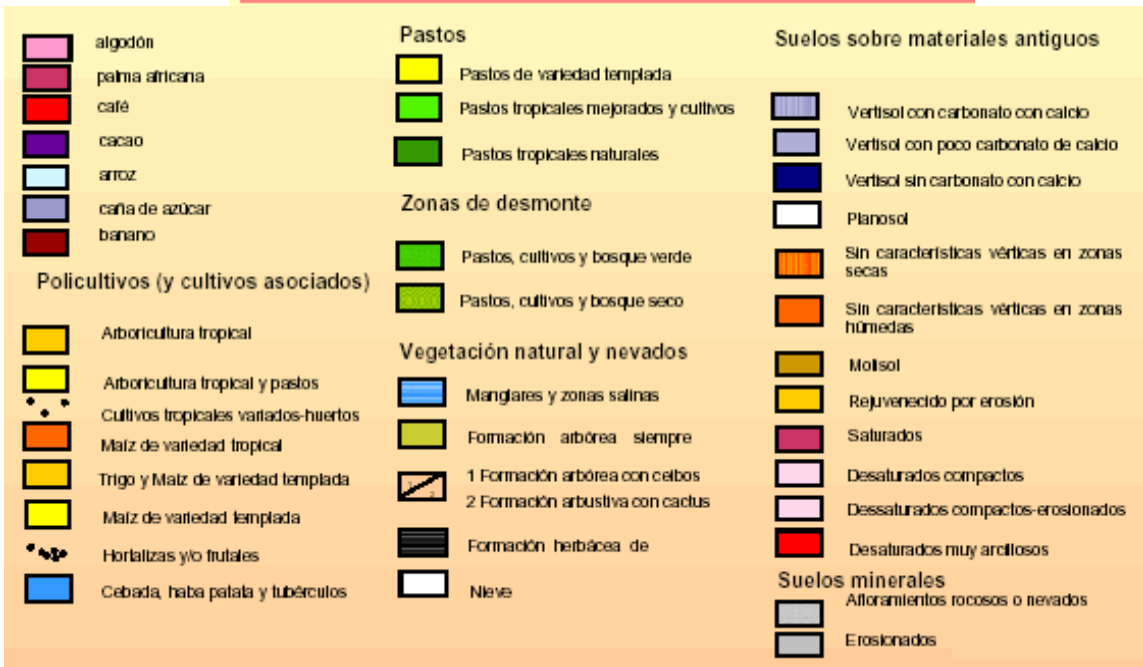 algodón
palma africana
café
cacao
arroz
caña de azúcar
banano
Policultivos (y cultivos asociados)
Arboricultura tropical
Arboricultura tropical y pastos
Cultivos tropicales variados-huertos
Maíz de variedad tropical
Trigo y Maíz de variedad templada
Maíz de variedad templada
Hortalizas y/o frutales
Cebada, haba patata y tubérculos
Pastos
Pastos de variedad templada
Pastos tropicales mejorados y cultivos
Pastos tropicales naturales
Zonas de desmonte
Pastos, cultivos y bosque verde
Pastos, cultivos y bosque seco
Vegetación natural y nevados
Manglares y zonas salinas
Formación arbórea siempre
1 Formación arbórea con ceibos
2 Formación arbustiva con cactus
Formación herbácea de
Nieve
Suelos sobre materiales antiguos
Vertisol con carbonato con calcio
Vertisol con poco carbonato de calcio
Vertisol sin carbonato con calcio
Planosol
Sin características vérticas en zonas
secas
Sin características vérticas en zonas
húmedas
Molisol
Rejuvenecido por erosión
Saturados
Desaturados compactos
Dessaturados compactos-erosionados
Desaturados muy arcillosos
Suelos minerales
Afloramientos rocosos o nevados
Erosionados